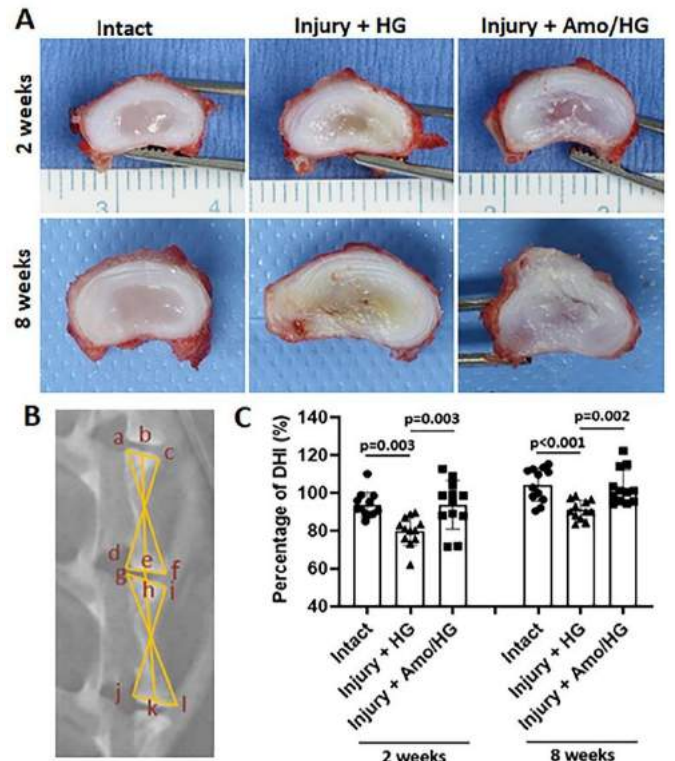 A
Intact
Injury + HG
Injury + Amo/HG
2 weeks
3
4
2
8 weeks
B
a b c
d e f
g h i
j k l
C
Percentage of DHI (%)
140
120
100
80
60
40
p=0.003
p=0.003
p<0.001
p=0.002
Intact
Injury + HG
Injury + Amo/HG
Intact
Injury + HG
Injury + Amo/HG
2 weeks
8 weeks